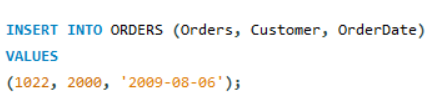 INSERT INTO ORDERS (Orders, Customer, OrderDate)
VALUES
(1022, 2000, '2009-08-06');